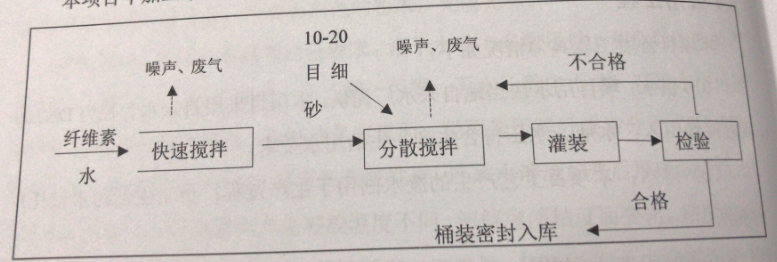 10-20
目 细
砂
噪声、废气
噪声、废气
不合格
纤维素
水
快速搅拌
分散搅拌
灌装
检验
合格
桶装密封入库